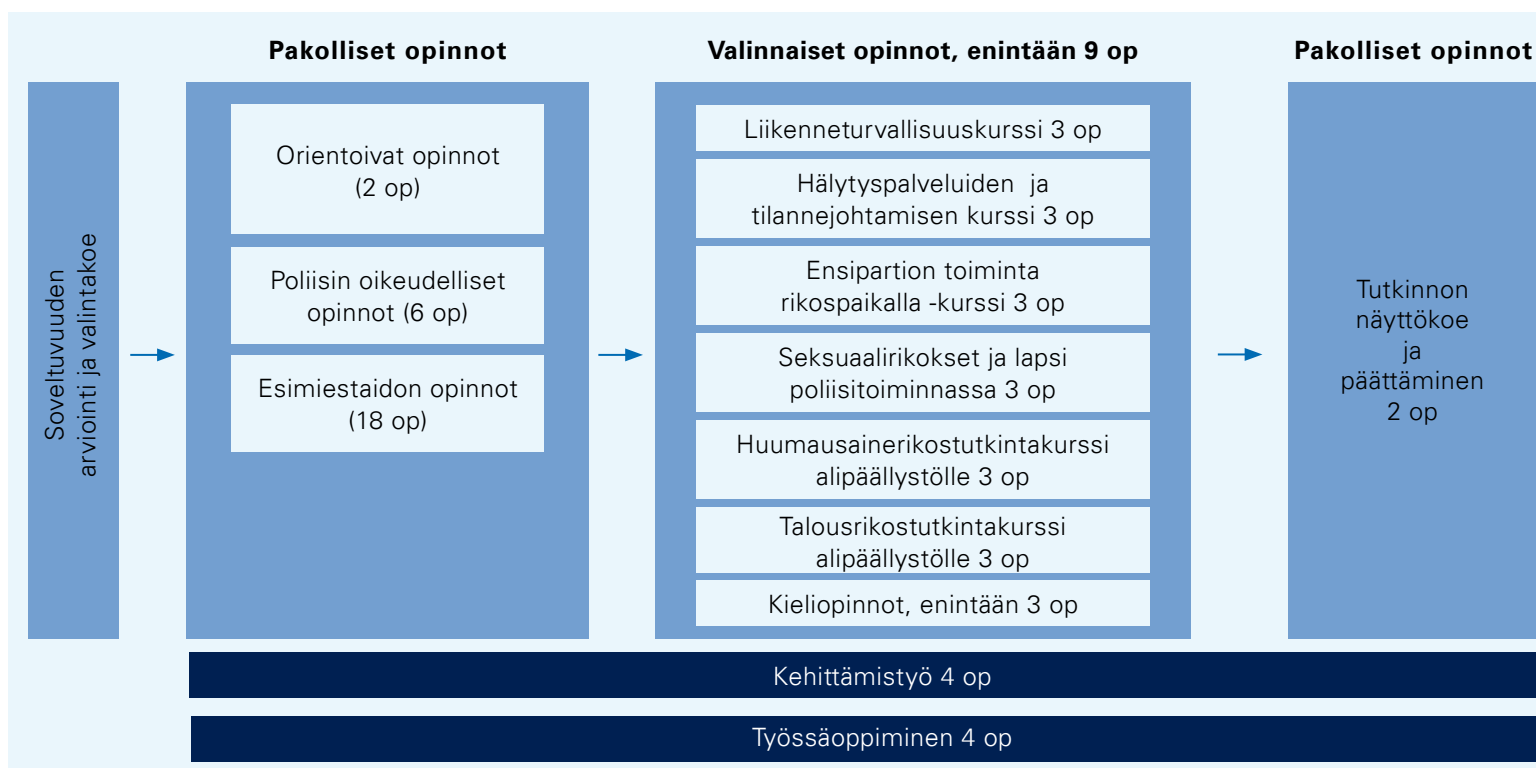 Pakolliset opinnot
Valinnaiset opinnot, enintään 9 op
Pakolliset opinnot
Soveltuvuuden
arviointi ja valintakoe
Orientoivat opinnot
(2 op)
Poliisin oikeudelliset
opinnot (6 op)
Esimiestaidon opinnot
(18 op)
Liikenneturvallisuuskurssi 3 op
Hälytyspalveluiden ja
tilannejohtamisen kurssi 3 op
Ensipartion toiminta
rikospaikalla -kurssi 3 op
Seksuaalirikokset ja lapsi
poliisitoiminnassa 3 op
Huumausainerikostutkintakurssi
alipäällystölle 3 op
Talousrikostutkintakurssi
alipäällystölle 3 op
Kieliopinnot, enintään 3 op
Tutkinnon
näyttökoe
ja
päättäminen
2 op
Kehittämistyö 4 op
Työssäoppiminen 4 op